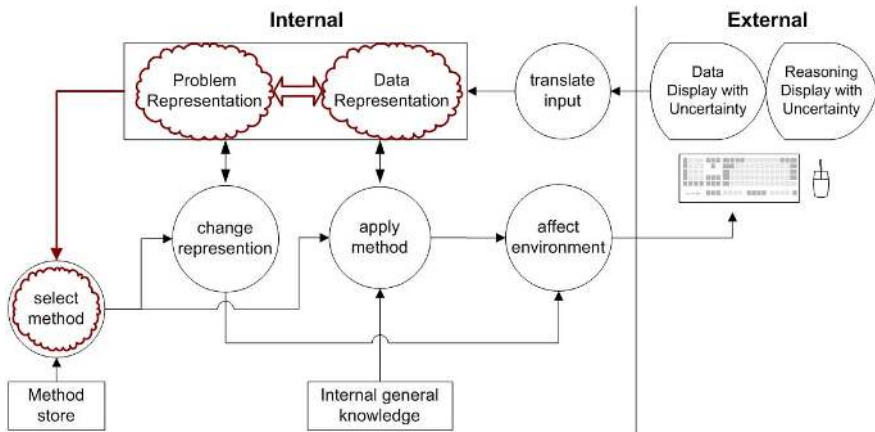 Internal
External
Problem
Representation
Data
Representation
translate
input
Data
Display with
Uncertainty
Reasoning
Display with
Uncertainty
change
represention
apply
method
affect
environment
select
method
Method
store
Internal general
knowledge